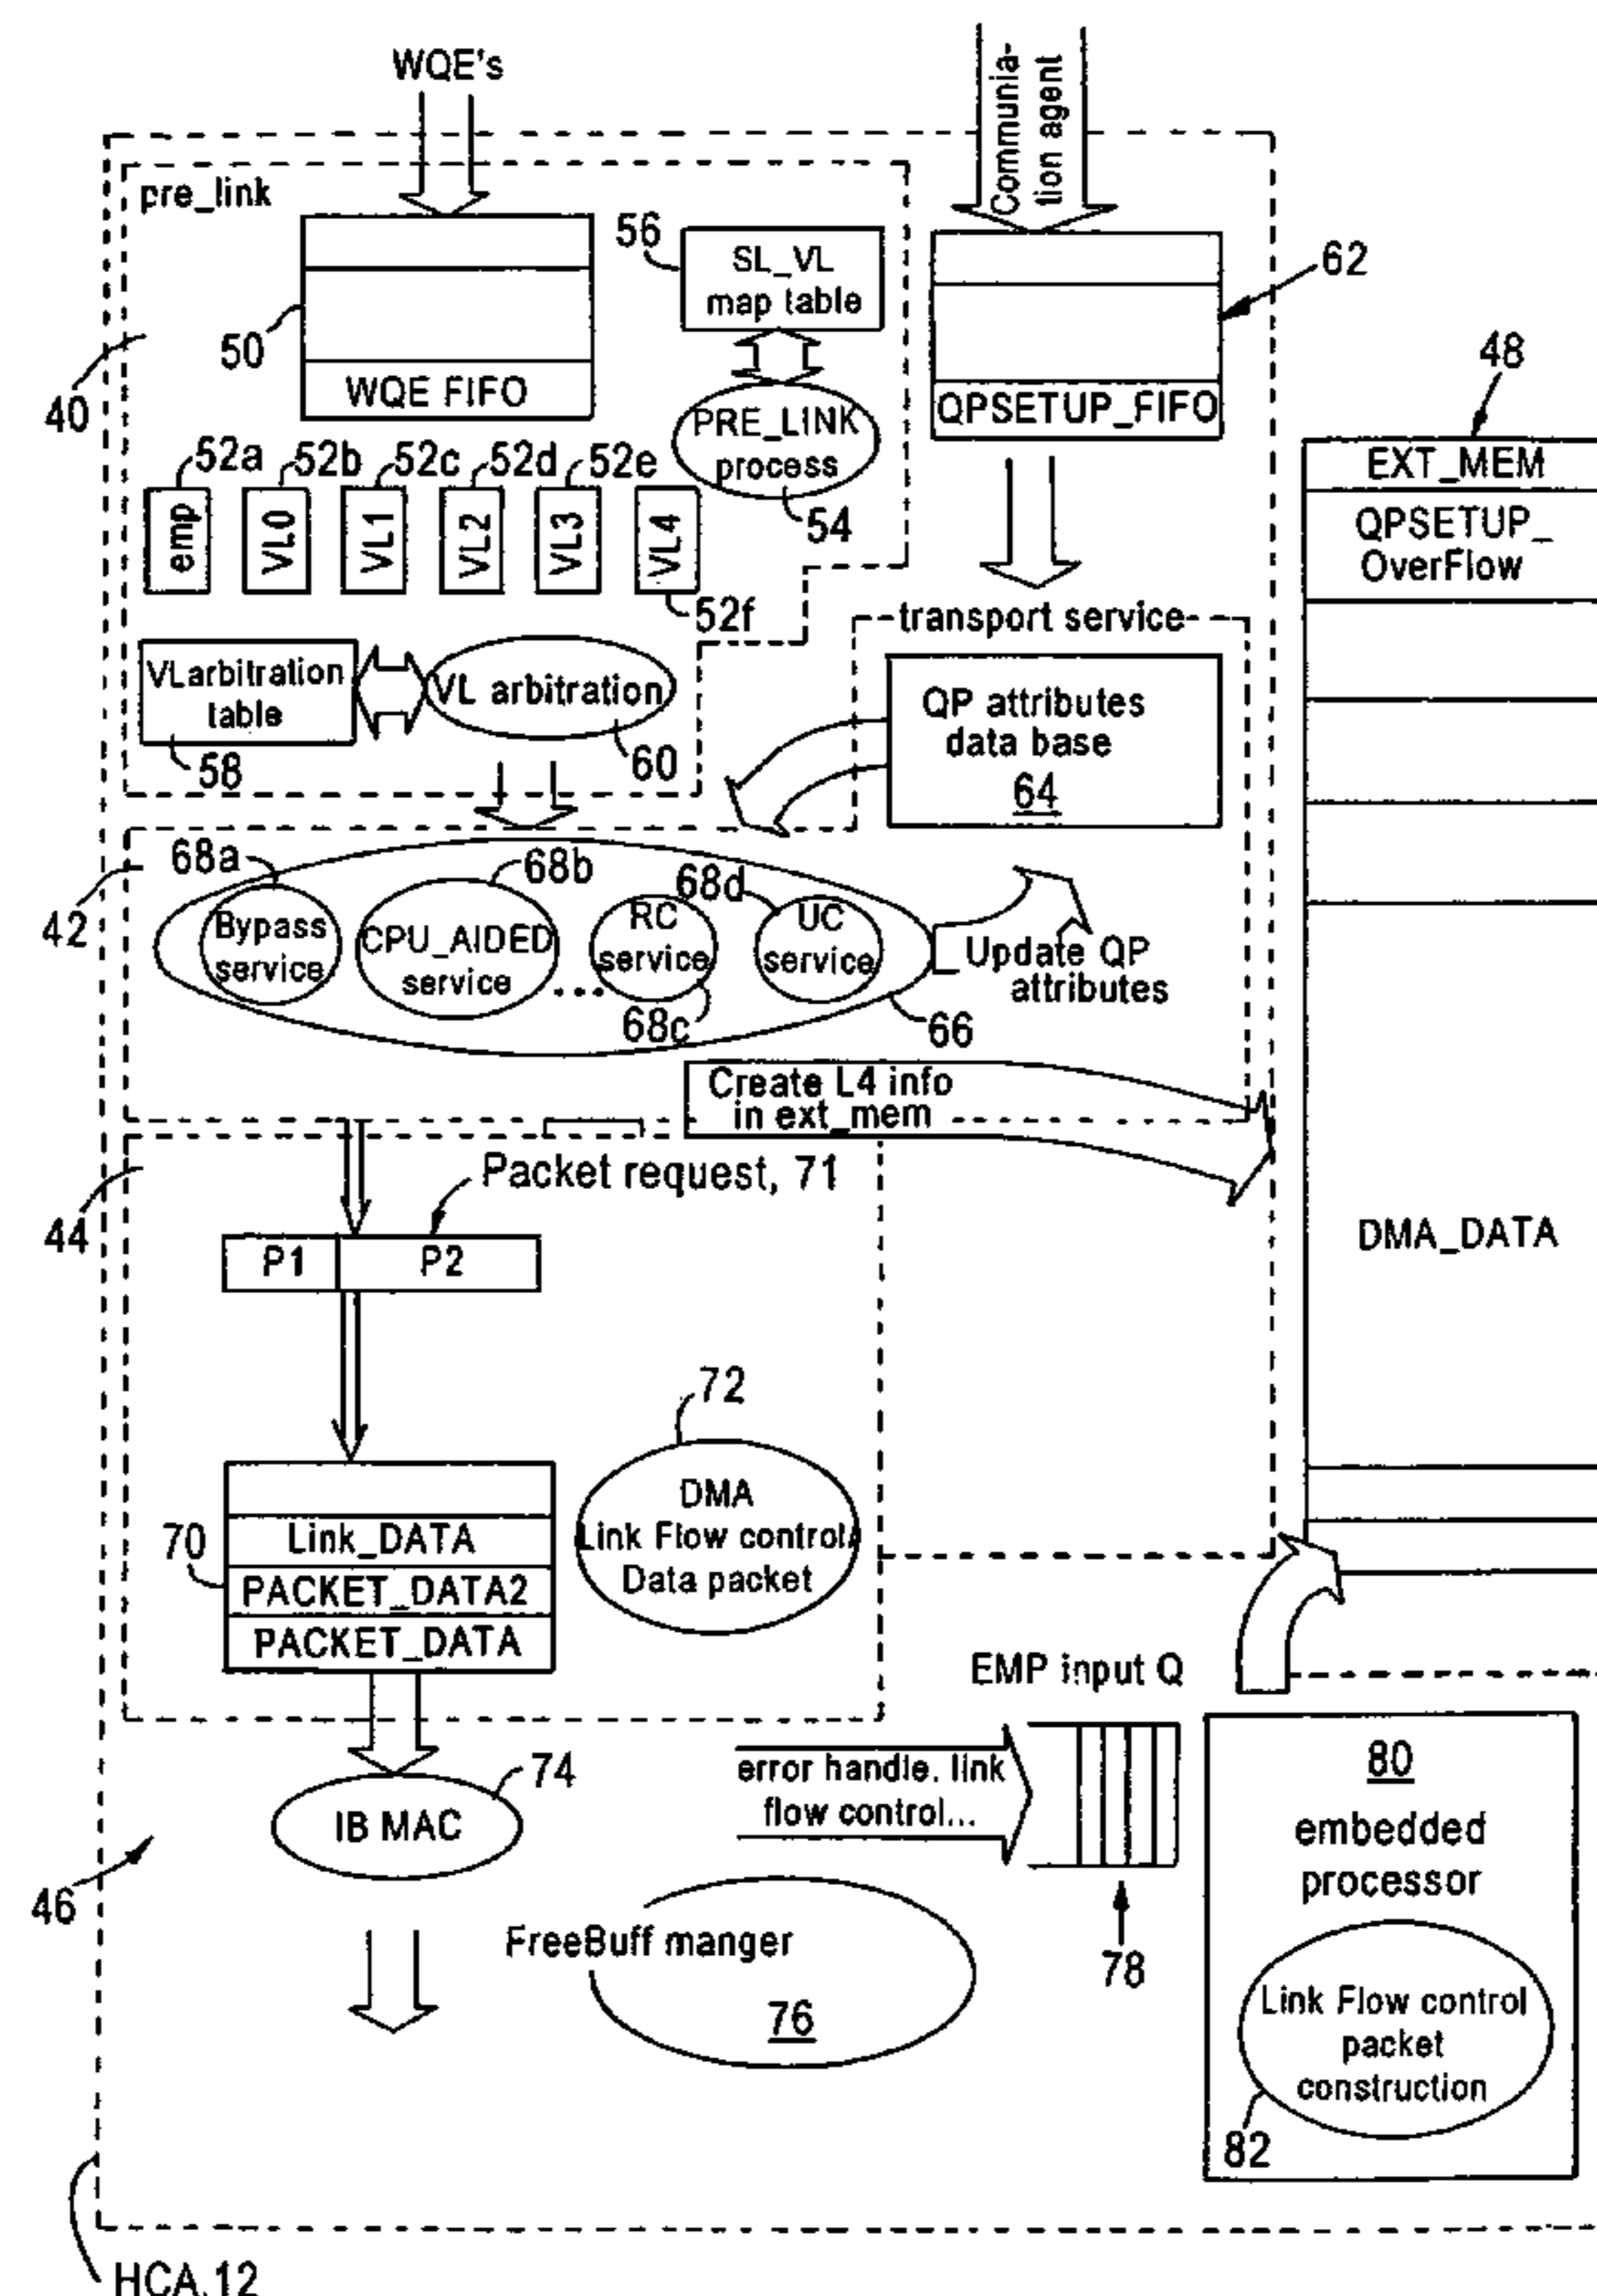 WQE's
Communia-
tion agent
pre_link
56
SL_VL
map table
62
50
40
WQE FIFO
PRE_LINK
process
54
QPSETUP_FIFO
48
EXT_MEM
QPSETUP_
OverFlow
52a
52b
52c
52d
52e
emp
VL0
VL1
VL2
VL3
VL4
52f
transport service
VLarbitration
table
58
VL arbitration
60
QP attributes
data base
64
42
68a
68b
68d
Bypass
service
CPU_AIDED
service
...
RC
service
68c
UC
service
66
Update QP
attributes
Create L4 info
in ext_mem
44
Packet request, 71
P1
P2
DMA_DATA
72
DMA
Link Flow control/
Data packet
70
Link_DATA
PACKET_DATA2
PACKET_DATA
EMP input Q
74
IB MAC
error handle. link
flow control...
78
46
FreeBuff manger
76
80
embedded
processor
Link Flow control
packet
construction
82
HCA,12